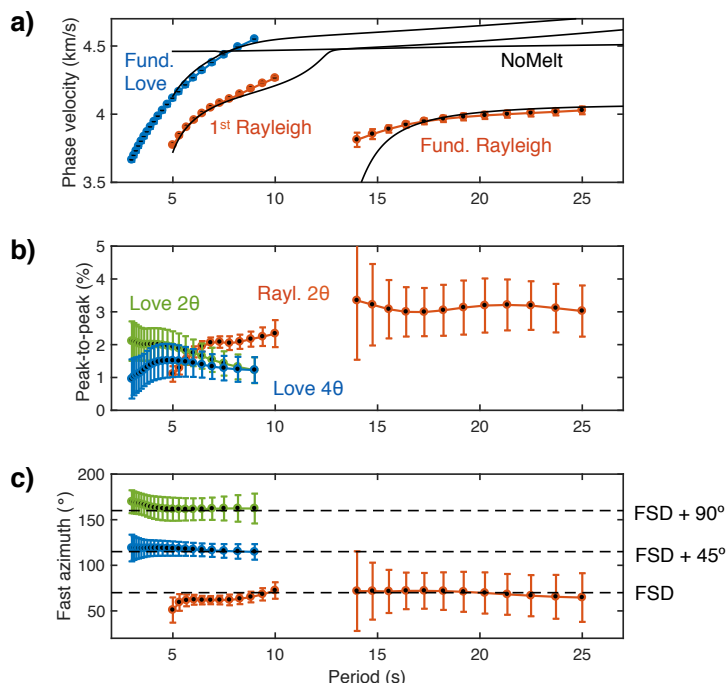 a)
Phase velocity (km/s)
4.5
4
3.5
Fund.
Love
1st Rayleigh
NoMelt
Fund. Rayleigh
5
10
15
20
25
b)
Peak-to-peak (%)
5
4
3
2
1
0
Love 2θ
Rayl. 2θ
Love 4θ
5
10
15
20
25
c)
Fast azimuth (°)
200
150
100
50
FSD + 90º
FSD + 45º
FSD
5
10
15
20
25
Period (s)